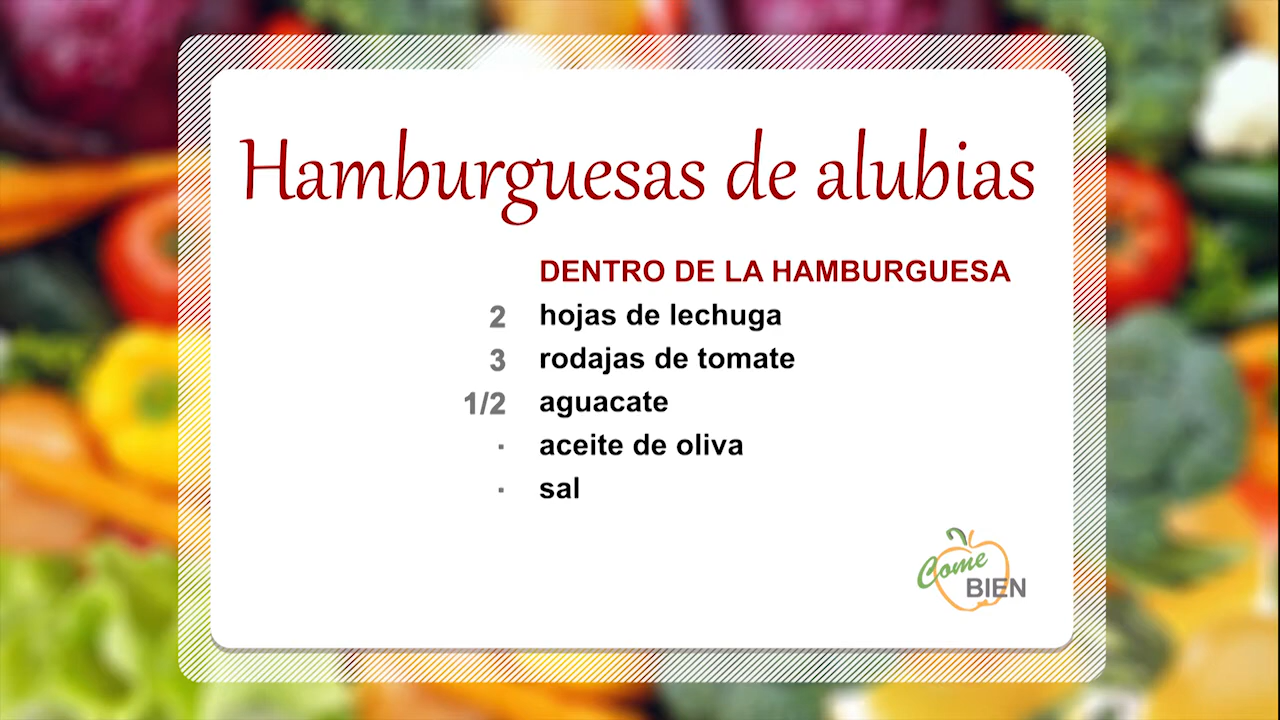 Hamburguesas de alubias
DENTRO DE LA HAMBURGUESA
2 hojas de lechuga
3 rodajas de tomate
1/2 aguacate
· aceite de oliva
· sal
Come
BIEN